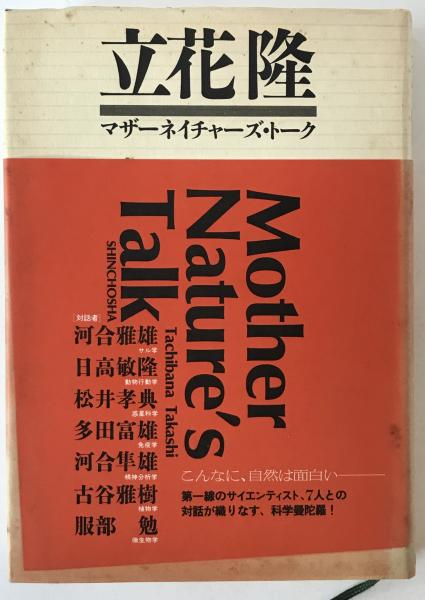 立花隆
マザーネイチャーズ・トーク
Mother
Nature's
Talk
Tachibana Takashi
SHINCHOSHA
[対話者]
河合雅雄
サル学
日高敏隆
動物行動学
松井孝典
惑星科学
多田富雄
免疫学
河合隼雄
精神分析学
古谷雅樹
植物学
服部 勉
微生物学
こんなに、自然は面白い———
第一線のサイエンティスト、7人との
対話が織りなす、科学曼陀羅!